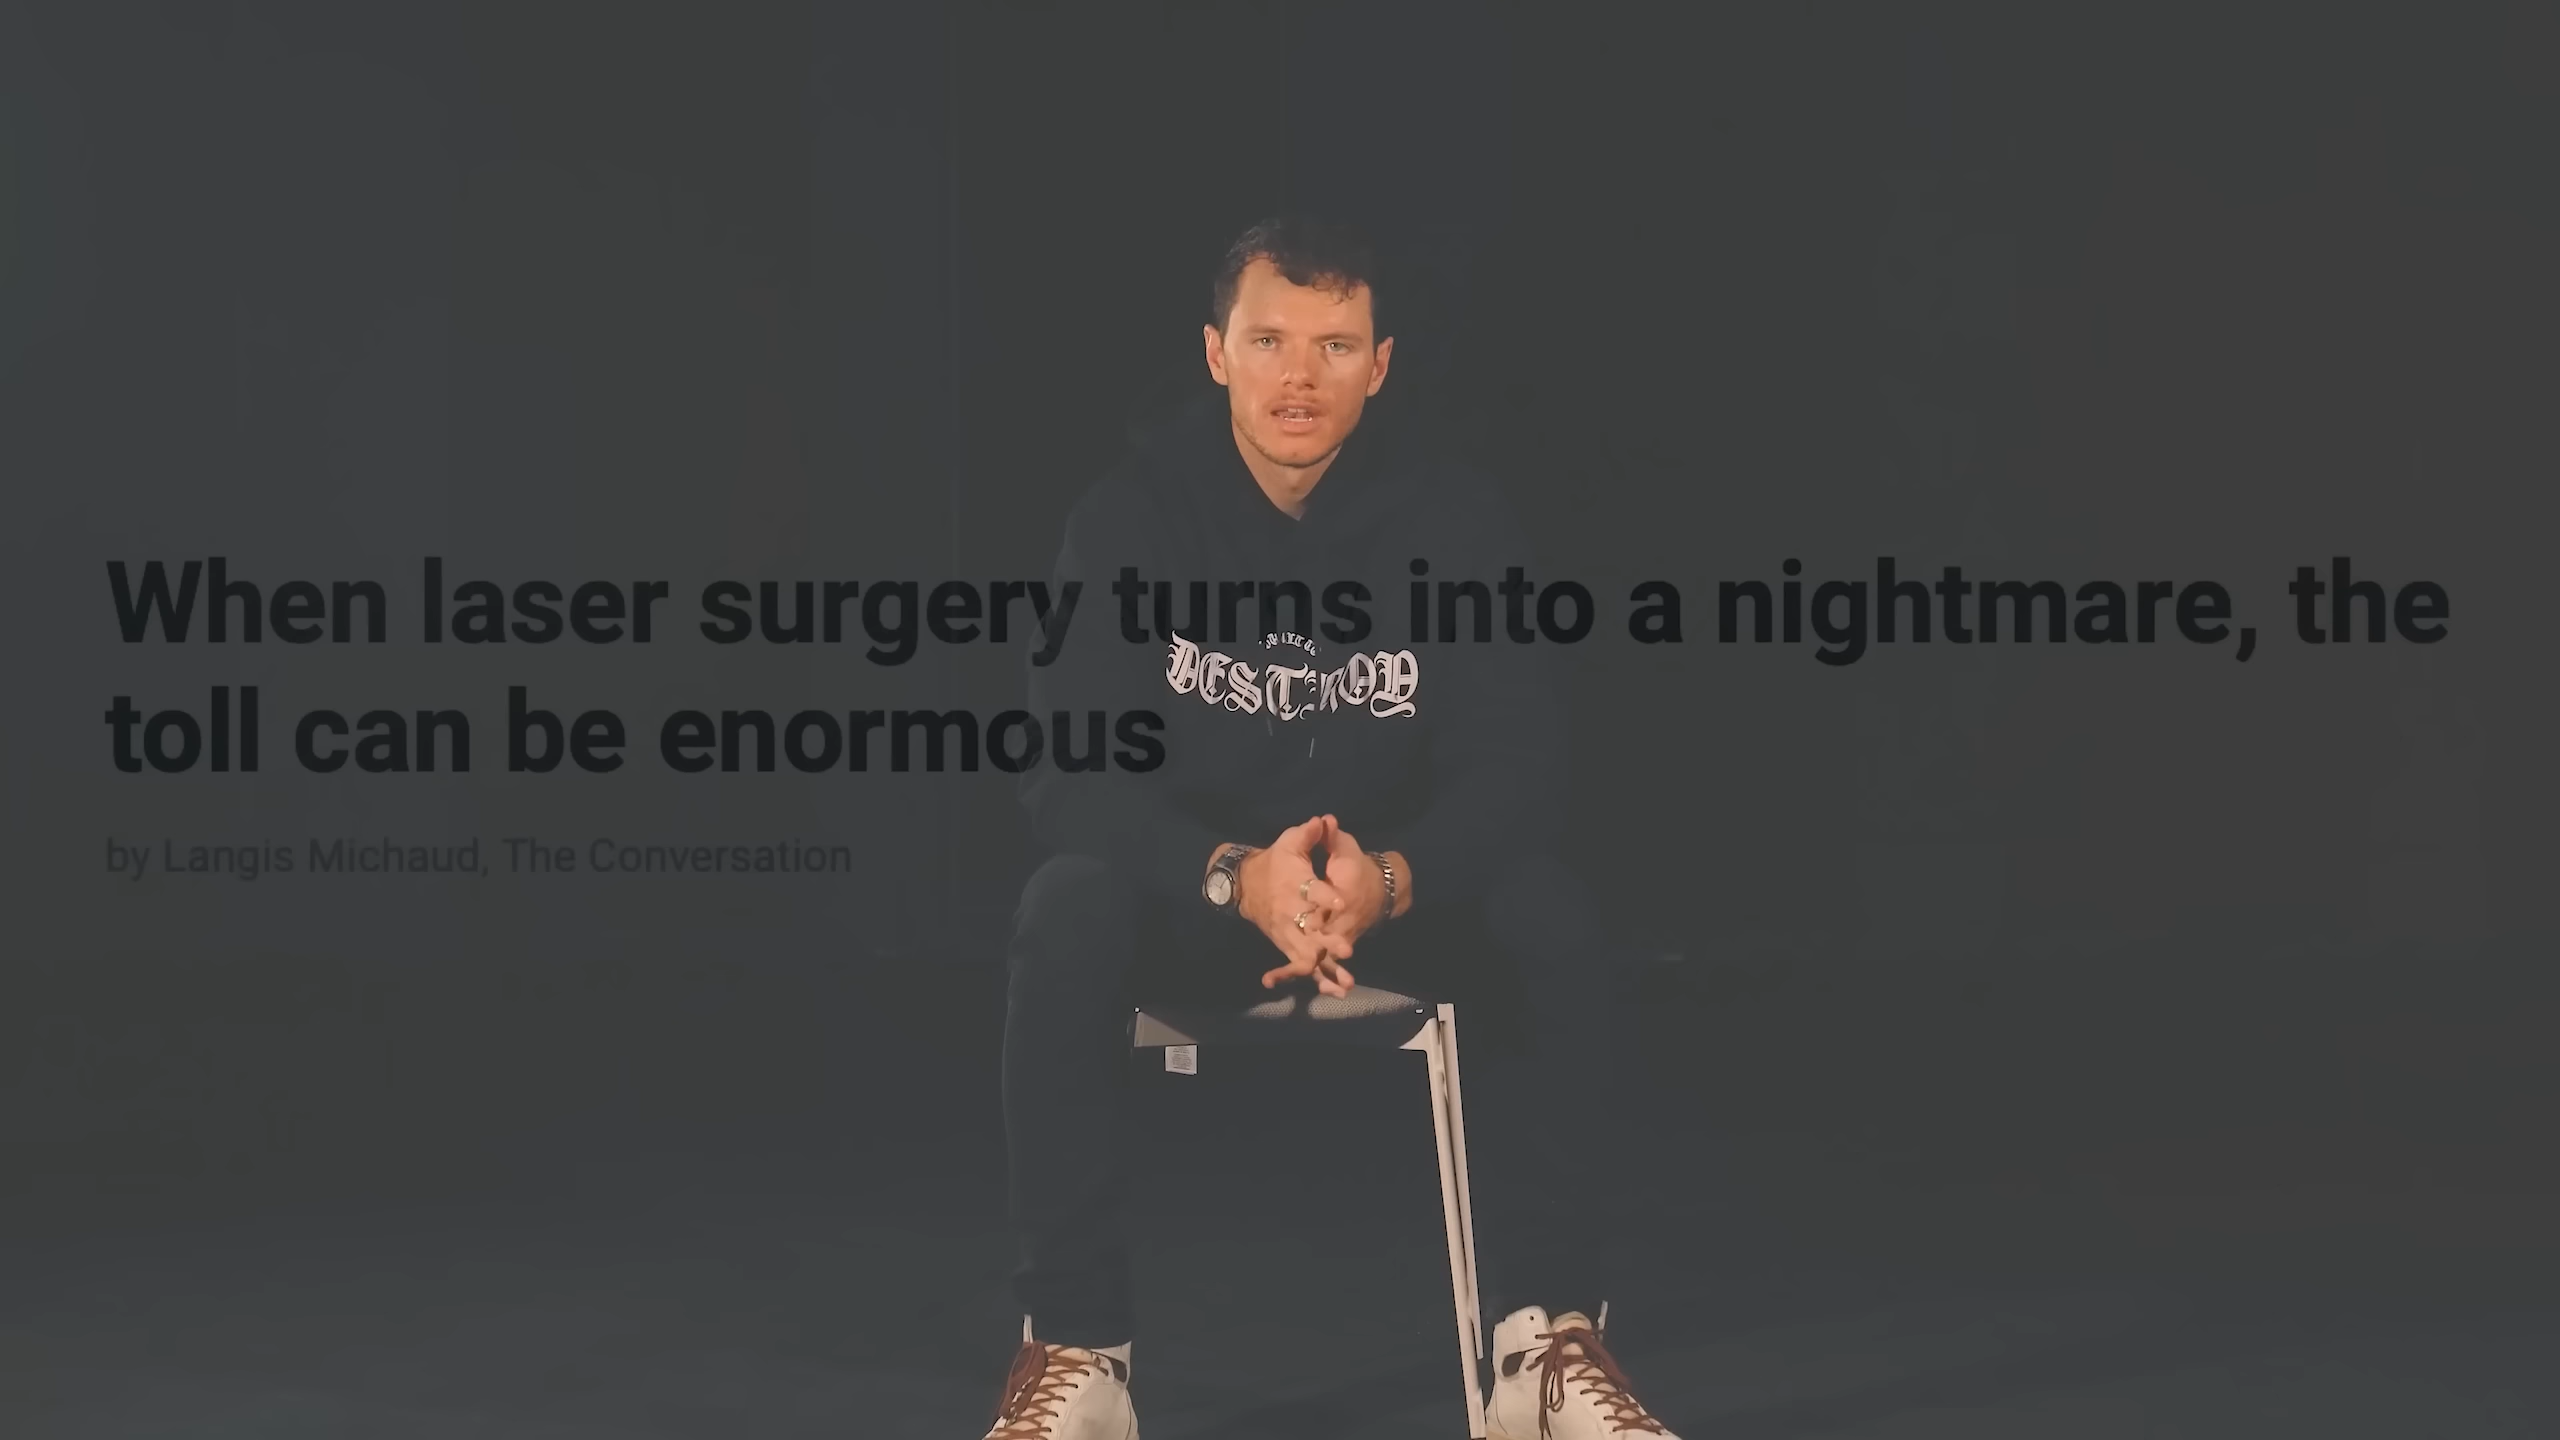 When laser surgery turns into a nightmare, the
toll can be enormous
by Langis Michaud, The Conversation
DESTROY